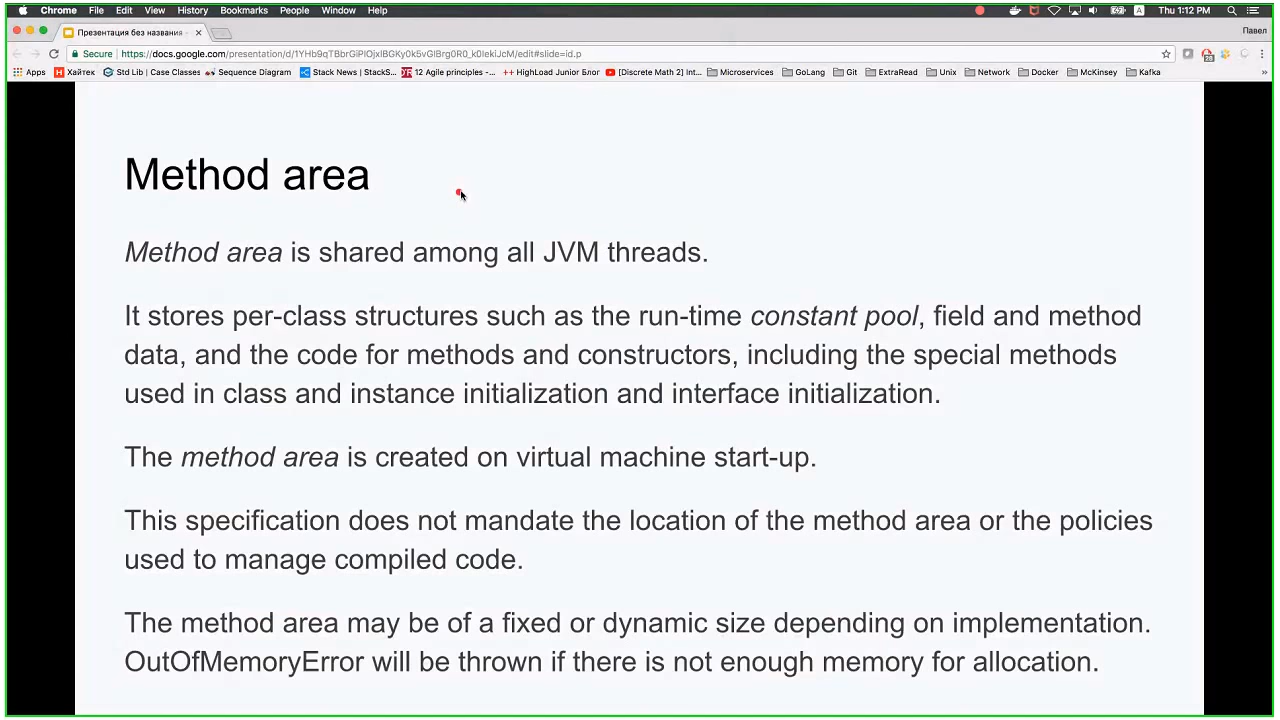 Chrome File Edit View History Bookmarks People Window Help Thu 1:12 PM
Презентация без названия - Павел
Secure https://docs.google.com/presentation/d/1YHb9qTBbrGiPIOjxlBGKy0k5vGlBrg0R0_k0IekiJcM/edit#slide=id.p
Apps Хайтек Std Lib | Case Classes Sequence Diagram Stack News | StackS... 12 Agile principles -... HighLoad Junior Блог [Discrete Math 2] Int... Microservices GoLang Git ExtraRead Unix Network Docker McKinsey Kafka »
Method area
Method area is shared among all JVM threads.
It stores per-class structures such as the run-time constant pool, field and method
data, and the code for methods and constructors, including the special methods
used in class and instance initialization and interface initialization.
The method area is created on virtual machine start-up.
This specification does not mandate the location of the method area or the policies
used to manage compiled code.
The method area may be of a fixed or dynamic size depending on implementation.
OutOfMemoryError will be thrown if there is not enough memory for allocation.